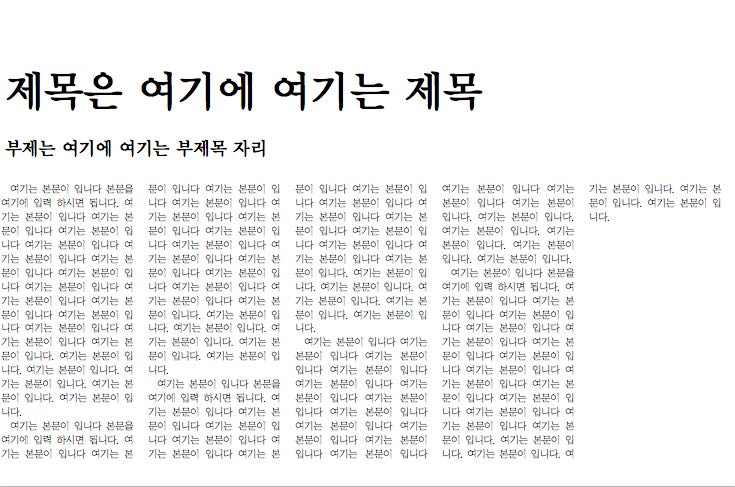 제목은 여기에 여기는 제목
부제는 여기에 여기는 부제목 자리
여기는 본문이 입니다 본문을
여기에 입력 하시면 됩니다. 여
기는 본문이 입니다 여기는 본
문이 입니다 여기는 본문이 입
니다 여기는 본문이 입니다 여
기는 본문이 입니다 여기는 본
문이 입니다 여기는 본문이 입
니다 여기는 본문이 입니다 여
기는 본문이 입니다 여기는 본
문이 입니다 여기는 본문이 입
니다 여기는 본문이 입니다. 여
기는 본문이 입니다. 여기는 본
문이 입니다. 여기는 본문이 입
니다. 여기는 본문이 입니다. 여
기는 본문이 입니다. 여기는 본
문이 입니다. 여기는 본문이 입
니다.
여기는 본문이 입니다 본문을
여기에 입력 하시면 됩니다. 여
기는 본문이 입니다 여기는 본
문이 입니다 여기는 본문이 입
니다 여기는 본문이 입니다 여
기는 본문이 입니다 여기는 본
문이 입니다 여기는 본문이 입
니다 여기는 본문이 입니다 여
기는 본문이 입니다 여기는 본
문이 입니다 여기는 본문이 입
니다 여기는 본문이 입니다. 여
기는 본문이 입니다. 여기는 본
문이 입니다. 여기는 본문이 입
니다. 여기는 본문이 입니다. 여
기는 본문이 입니다. 여기는 본
문이 입니다. 여기는 본문이 입
니다.
여기는 본문이 입니다 본문을
여기에 입력 하시면 됩니다. 여
기는 본문이 입니다 여기는 본
문이 입니다 여기는 본문이 입
니다 여기는 본문이 입니다 여
기는 본문이 입니다 여기는 본
문이 입니다 여기는 본문이 입
니다 여기는 본문이 입니다 여
기는 본문이 입니다 여기는 본
문이 입니다 여기는 본문이 입
니다 여기는 본문이 입니다. 여
기는 본문이 입니다. 여기는 본
문이 입니다. 여기는 본문이 입
니다. 여기는 본문이 입니다. 여
기는 본문이 입니다. 여기는 본
문이 입니다. 여기는 본문이 입
니다.
여기는 본문이 입니다 여기는
본문이 입니다 여기는 본문이
입니다 여기는 본문이 입니다
여기는 본문이 입니다 여기는
본문이 입니다 여기는 본문이
입니다 여기는 본문이 입니다
여기는 본문이 입니다 여기는
본문이 입니다 여기는 본문이
입니다 여기는 본문이 입니다
여기는 본문이 입니다 여기는
본문이 입니다 여기는 본문이
입니다. 여기는 본문이 입니다.
여기는 본문이 입니다. 여기는
본문이 입니다. 여기는 본문이
입니다. 여기는 본문이 입니다.
여기는 본문이 입니다 본문을
여기에 입력 하시면 됩니다. 여
기는 본문이 입니다 여기는 본
문이 입니다 여기는 본문이 입
니다 여기는 본문이 입니다 여
기는 본문이 입니다 여기는 본
문이 입니다 여기는 본문이 입
니다 여기는 본문이 입니다 여
기는 본문이 입니다 여기는 본
문이 입니다 여기는 본문이 입
니다 여기는 본문이 입니다 여
기는 본문이 입니다 여기는 본
문이 입니다. 여기는 본문이 입
니다. 여기는 본문이 입니다. 여
기는 본문이 입니다. 여기는 본
문이 입니다. 여기는 본문이 입
니다.